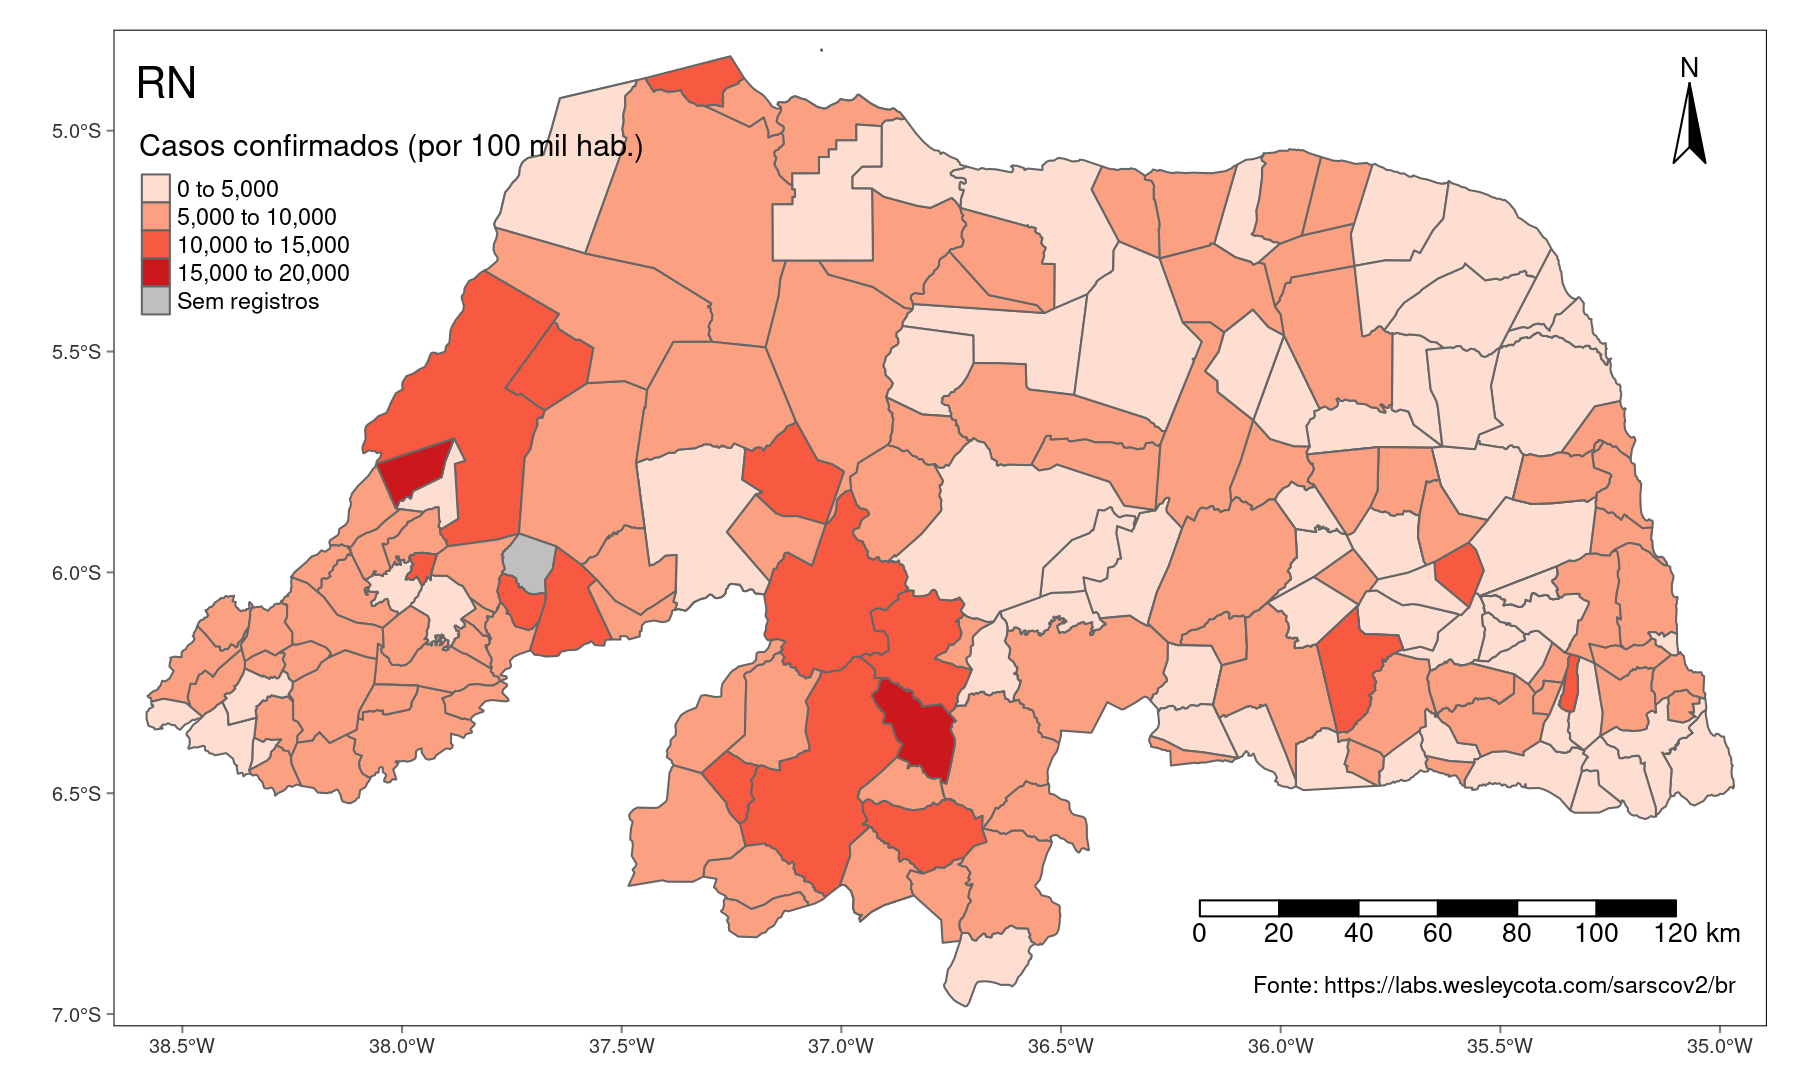 RN
N
Casos confirmados (por 100 mil hab.)
0 to 5,000
5,000 to 10,000
10,000 to 15,000
15,000 to 20,000
Sem registros
5.0°S
5.5°S
6.0°S
6.5°S
7.0°S
0 20 40 60 80 100 120 km
Fonte: https://labs.wesleycota.com/sarscov2/br
38.5°W 38.0°W 37.5°W 37.0°W 36.5°W 36.0°W 35.5°W 35.0°W